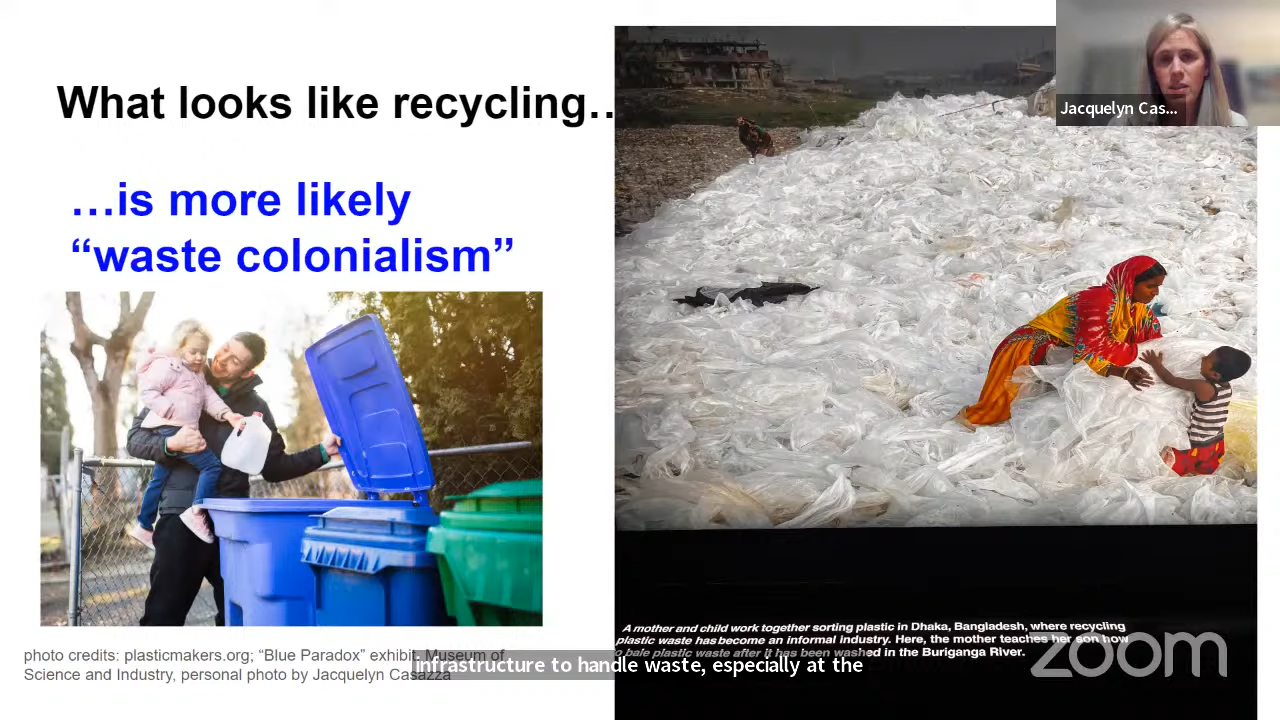 What looks like recycling..
…is more likely
“waste colonialism”
Jacquelyn Cas...
A mother and child work together sorting plastic in Dhaka, Bangladesh, where recycling
plastic waste has become an informal industry. Here, the mother teaches her son how
to bale plastic waste after it has been washed in the Buriganga River.
zoom
photo credits: plasticmakers.org; “Blue Paradox” exhibit, Museum of
Science and Industry, personal photo by Jacquelyn Casazza
infrastructure to handle waste, especially at the